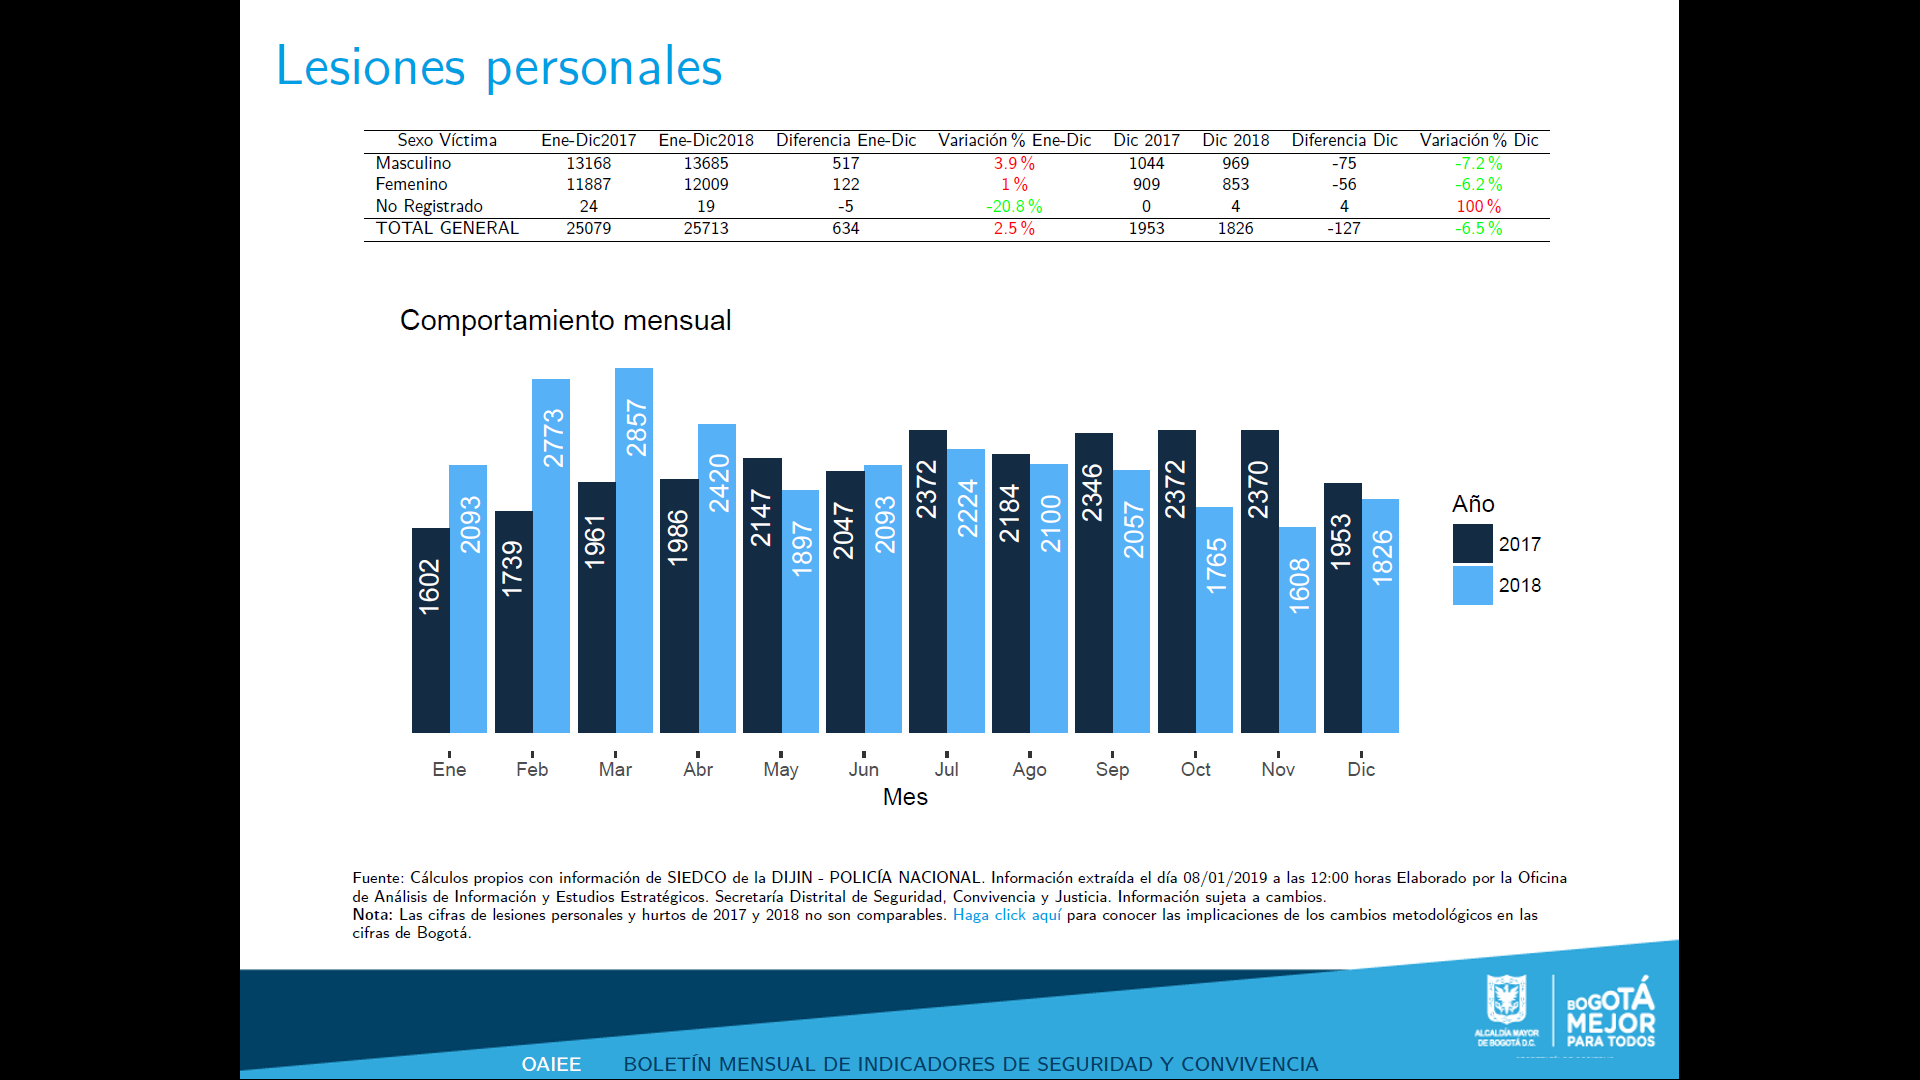 Lesiones personales
Sexo Víctima Ene-Dic2017 Ene-Dic2018 Diferencia Ene-Dic Variación % Ene-Dic Dic 2017 Dic 2018 Diferencia Dic Variación % Dic
Masculino 13168 13685 517 3.9 % 1044 969 -75 -7.2 %
Femenino 11887 12009 122 1 % 909 853 -56 -6.2 %
No Registrado 24 19 -5 -20.8 % 0 4 4 100 %
TOTAL GENERAL 25079 25713 634 2.5 % 1953 1826 -127 -6.5 %
Comportamiento mensual
1602 2093 1739 2773 1961 2857 1986 2420 2147 1897 2047 2093 2372 2224 2184 2100 2346 2057 2372 1765 2370 1608 1953 1826
Año
2017
2018
Ene Feb Mar Abr May Jun Jul Ago Sep Oct Nov Dic
Mes
Fuente: Cálculos propios con información de SIEDCO de la DIJIN - POLICÍA NACIONAL. Información extraída el día 08/01/2019 a las 12:00 horas Elaborado por la Oficina
de Análisis de Información y Estudios Estratégicos. Secretaría Distrital de Seguridad, Convivencia y Justicia. Información sujeta a cambios.
Nota: Las cifras de lesiones personales y hurtos de 2017 y 2018 no son comparables. Haga click aquí para conocer las implicaciones de los cambios metodológicos en las
cifras de Bogotá.
ALCALDÍA MAYOR
DE BOGOTÁ D.C.
BOGOTÁ
MEJOR
PARA TODOS
OAIEE BOLETÍN MENSUAL DE INDICADORES DE SEGURIDAD Y CONVIVENCIA